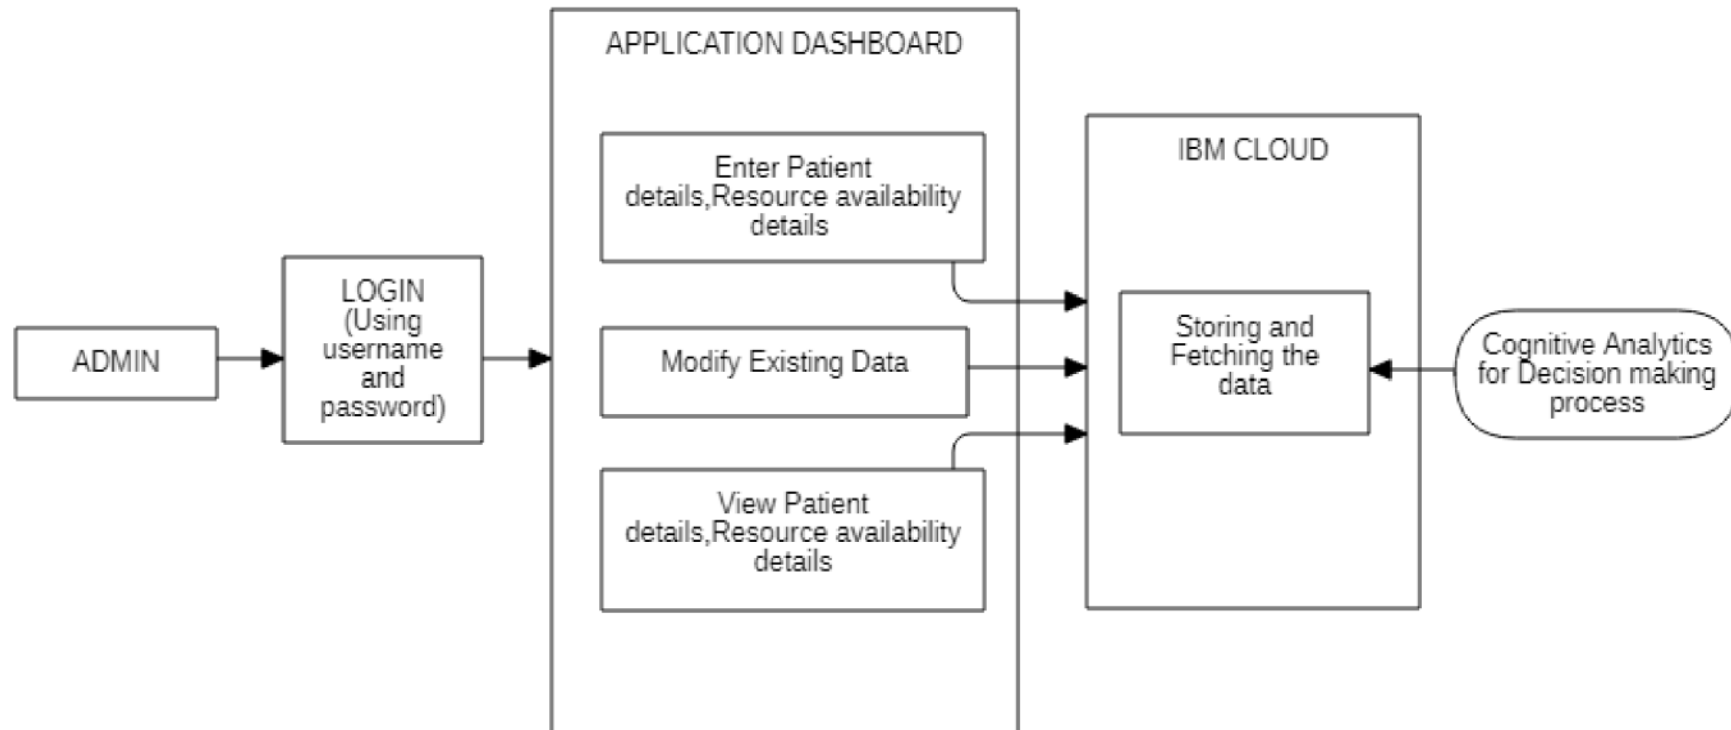 ADMIN
LOGIN
(Using
username
and
password)
APPLICATION DASHBOARD
Enter Patient
details,Resource availability
details
Modify Existing Data
View Patient
details,Resource availability
details
IBM CLOUD
Storing and
Fetching the
data
Cognitive Analytics
for Decision making
process